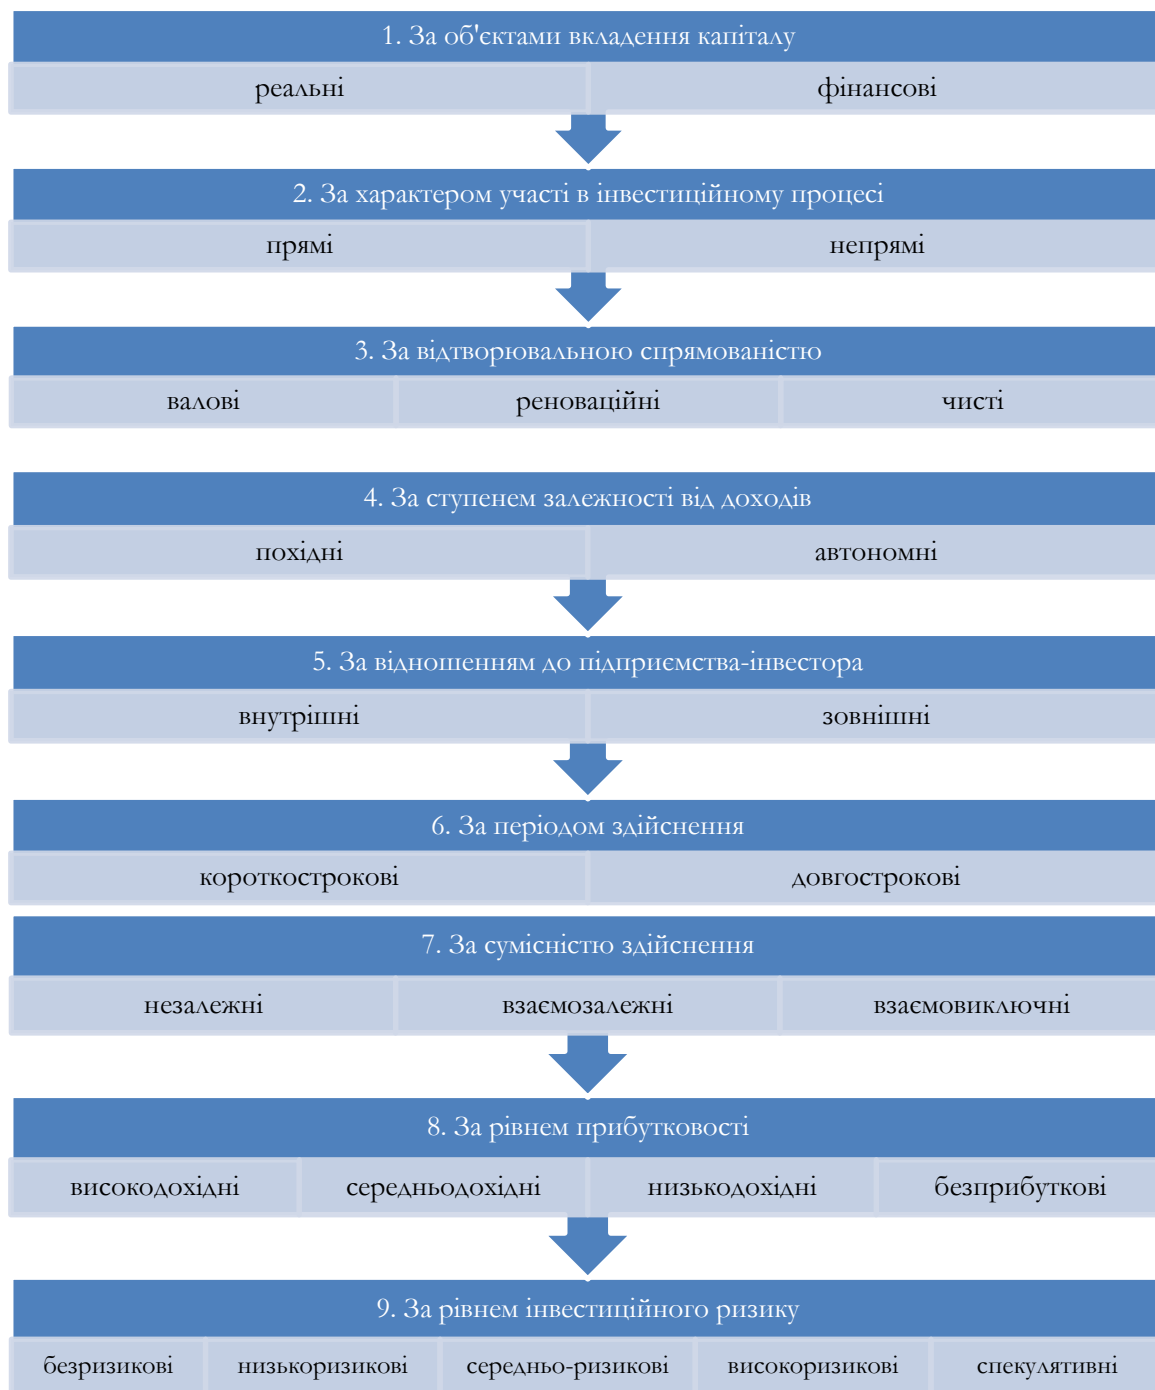 1. За об'єктами вкладення капіталу
реальні фінансові
2. За характером участі в інвестиційному процесі
прямі непрямі
3. За відтворювальною спрямованістю
валові реноваційні чисті
4. За ступенем залежності від доходів
похідні автономні
5. За відношенням до підприємства-інвестора
внутрішні зовнішні
6. За періодом здійснення
короткострокові довгострокові
7. За сумісністю здійснення
незалежні взаємозалежні взаємовиключні
8. За рівнем прибутковості
високодохідні середньодохідні низькодохідні безприбуткові
9. За рівнем інвестиційного ризику
безризикові низькоризикові середньо-ризикові високоризикові спекулятивні